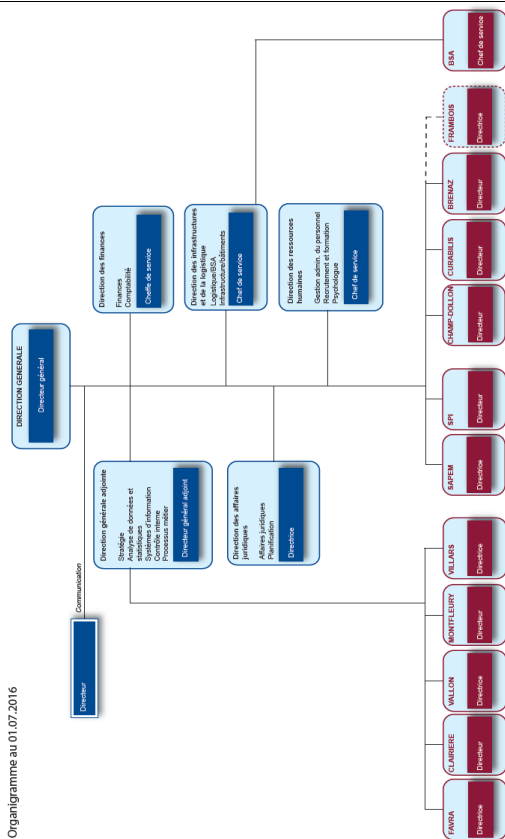 Organigramme au 01.07.2016
DIRECTION GENERALE
Directeur général
Communication
Directeur
Direction générale adjointe
Stratégie
Analyse de données et
statistiques
Systèmes d'information
Contrôle interne
Processus métier
Directeur général adjoint
Direction des finances
Finances
Comptabilité
Cheffe de service
Direction des affaires
juridiques
Affaires juridiques
Planification
Directrice
Direction des infrastructures
et de la logistique
Logistique/BSA
Infrastructure/bâtiments
Chef de service
Direction des ressources
humaines
Gestion admin. du personnel
Recrutement et formation
Psychologue
Chef de service
FAVRA
Directrice
CLAIRIERE
Directeur
VALLON
Directrice
MONTFLEURY
Directeur
VILLARS
Directrice
SAPEM
Directrice
SPI
Directeur
CHAMP-DOLLON
Directeur
CURABILIS
Directeur
BRENAZ
Directeur
FRAMBOIS
Directrice
BSA
Chef de service